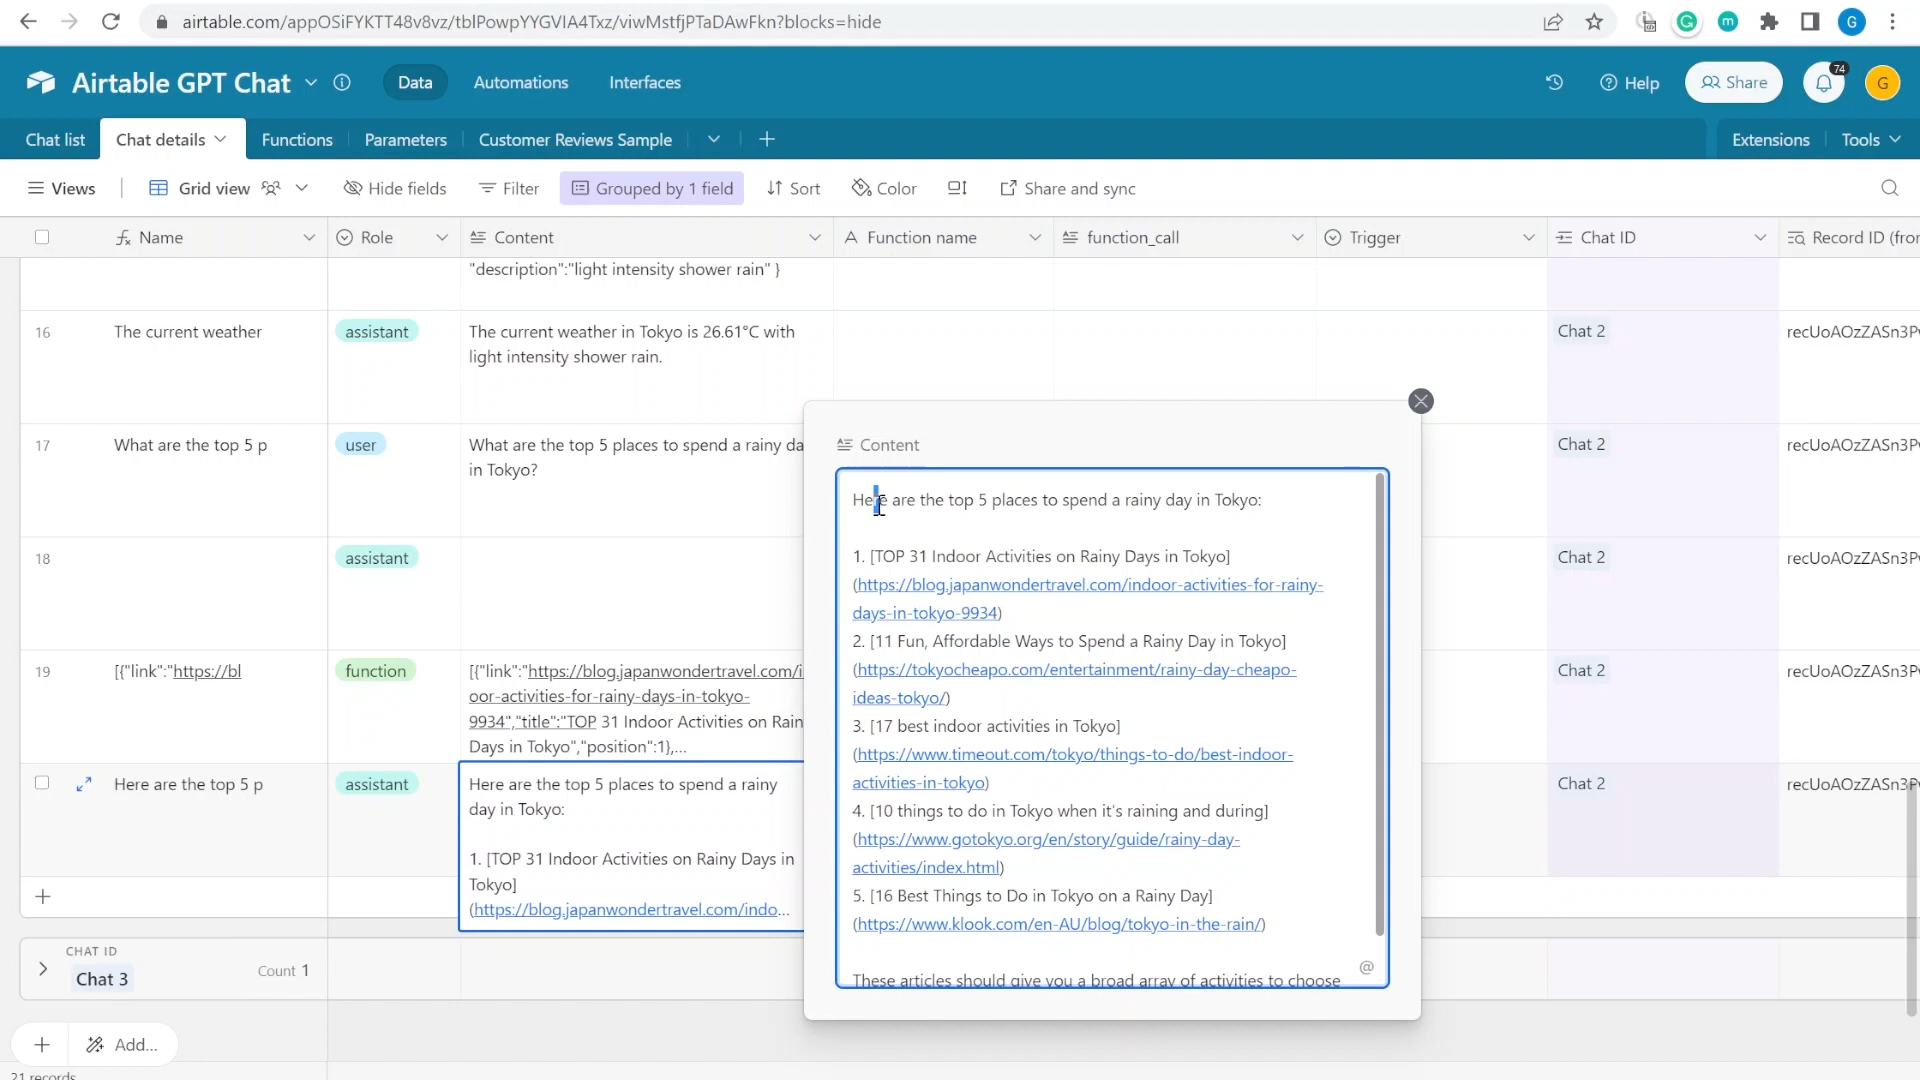 airtable.com/appOSiFYKTT48v8vz/tblPowpYYGVIA4Txz/viwMstfjPTaDAwFkn?blocks=hide
G
Airtable GPT Chat
Data
Automations
Interfaces
Help
Share
74
G
Chat list
Chat details
Functions
Parameters
Customer Reviews Sample
Extensions
Tools
Views
Grid view
Hide fields
Filter
Grouped by 1 field
Sort
Color
Share and sync
Name
Role
Content
Function name
function_call
Trigger
Chat ID
Record ID (fror
"description":"light intensity shower rain" }
16
The current weather
assistant
The current weather in Tokyo is 26.61°C with
light intensity shower rain.
Chat 2
recUoAOzZASn3Pv
17
What are the top 5 p
user
What are the top 5 places to spend a rainy da
in Tokyo?
Chat 2
recUoAOzZASn3Pv
18
assistant
Chat 2
recUoAOzZASn3Pv
19
[{"link":"https://bl
function
[{"link":"https://blog.japanwondertravel.com/i
oor-activities-for-rainy-days-in-tokyo-
9934","title":"TOP 31 Indoor Activities on Rain
Days in Tokyo","position":1},...
Chat 2
recUoAOzZASn3Pv
Here are the top 5 p
assistant
Here are the top 5 places to spend a rainy
day in Tokyo:
1. [TOP 31 Indoor Activities on Rainy Days in
Tokyo]
(https://blog.japanwondertravel.com/indo...
Chat 2
recUoAOzZASn3Pv
Content
Here are the top 5 places to spend a rainy day in Tokyo:
1. [TOP 31 Indoor Activities on Rainy Days in Tokyo]
(https://blog.japanwondertravel.com/indoor-activities-for-rainy-
days-in-tokyo-9934)
2. [11 Fun, Affordable Ways to Spend a Rainy Day in Tokyo]
(https://tokyocheapo.com/entertainment/rainy-day-cheapo-
ideas-tokyo/)
3. [17 best indoor activities in Tokyo]
(https://www.timeout.com/tokyo/things-to-do/best-indoor-
activities-in-tokyo)
4. [10 things to do in Tokyo when it's raining and during]
(https://www.gotokyo.org/en/story/guide/rainy-day-
activities/index.html)
5. [16 Best Things to Do in Tokyo on a Rainy Day]
(https://www.klook.com/en-AU/blog/tokyo-in-the-rain/)
These articles should give you a broad array of activities to choose
@
CHAT ID
Chat 3
Count 1
Add...
21 records